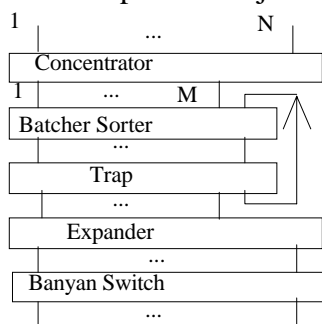 1 ... N
Concentrator
1 ... M
Batcher Sorter
...
Trap
...
Expander
...
Banyan Switch
...